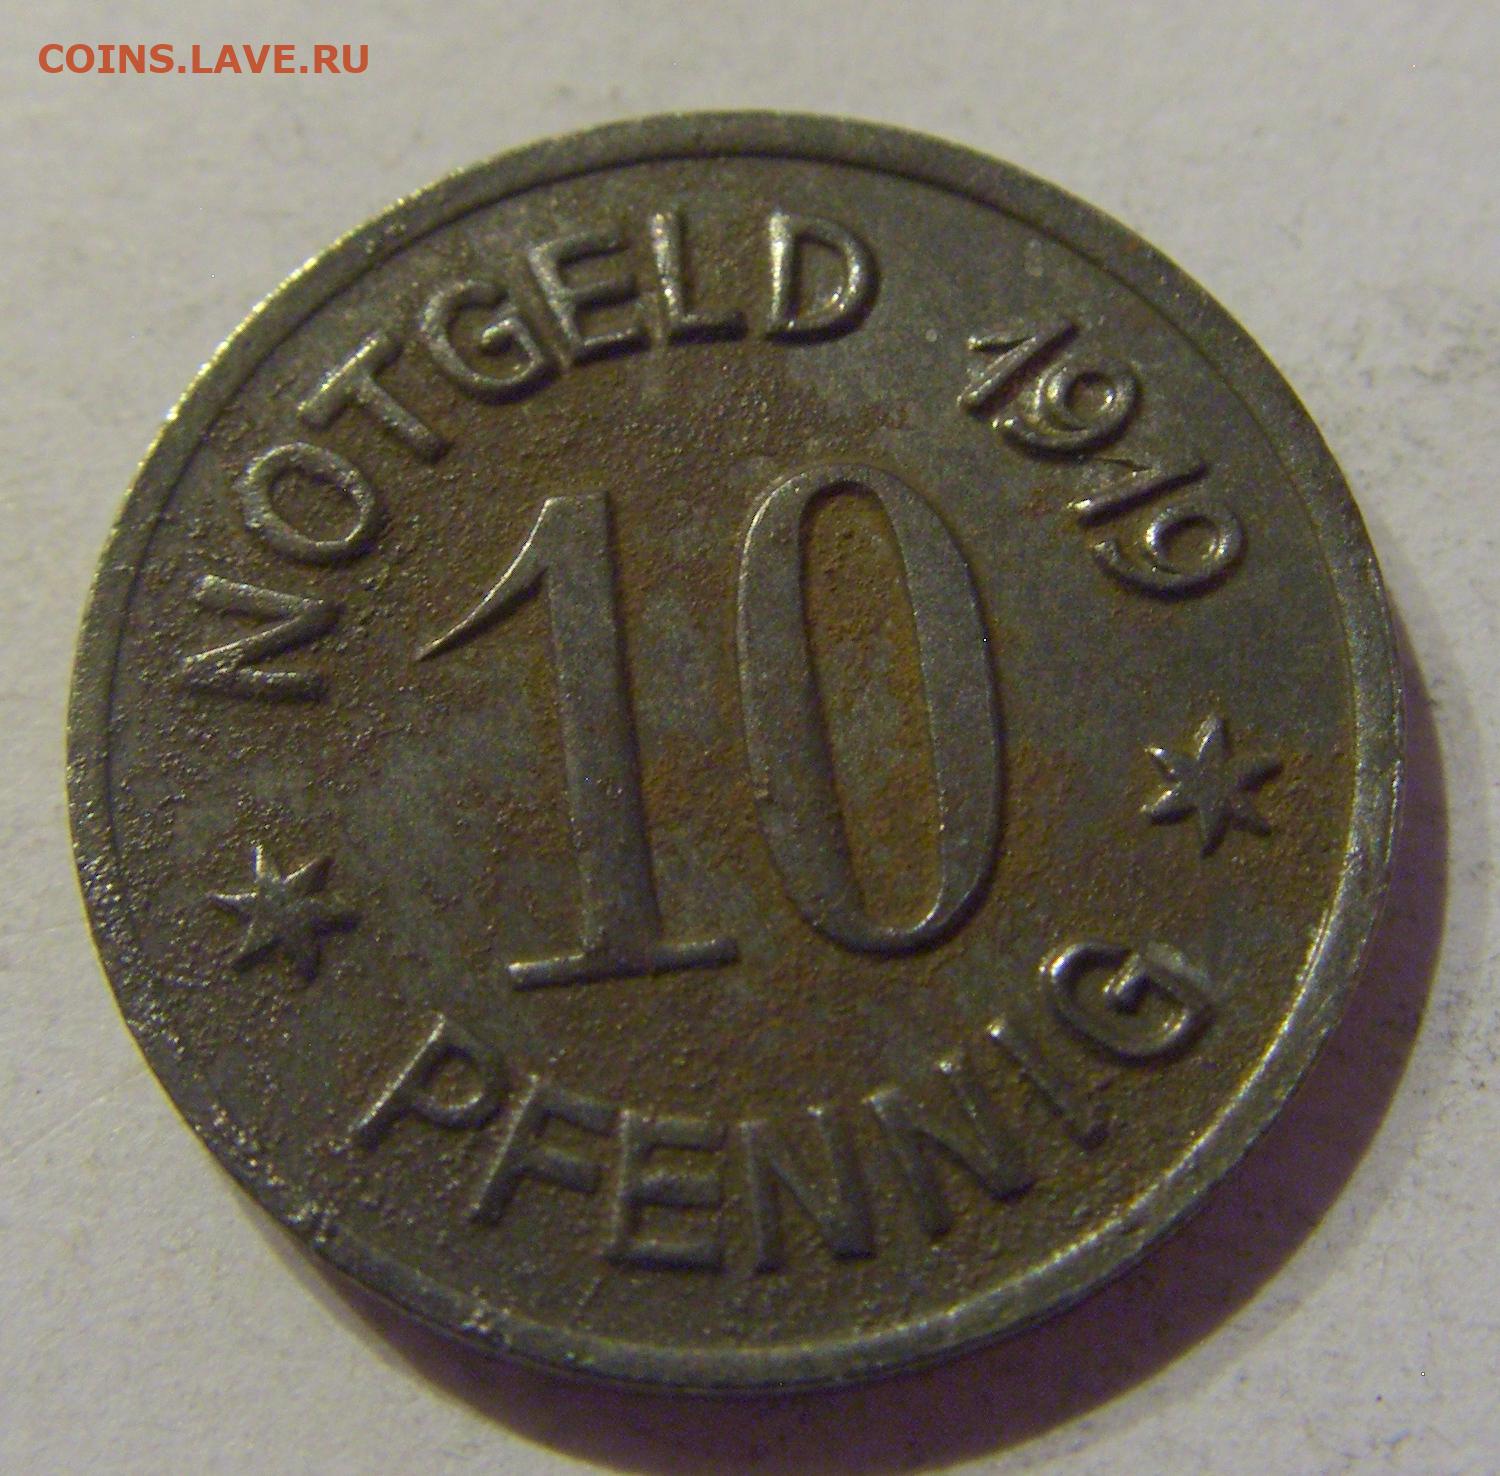 COINS.LAVE.RU
NOTGELD 1919
10
PFENNIG